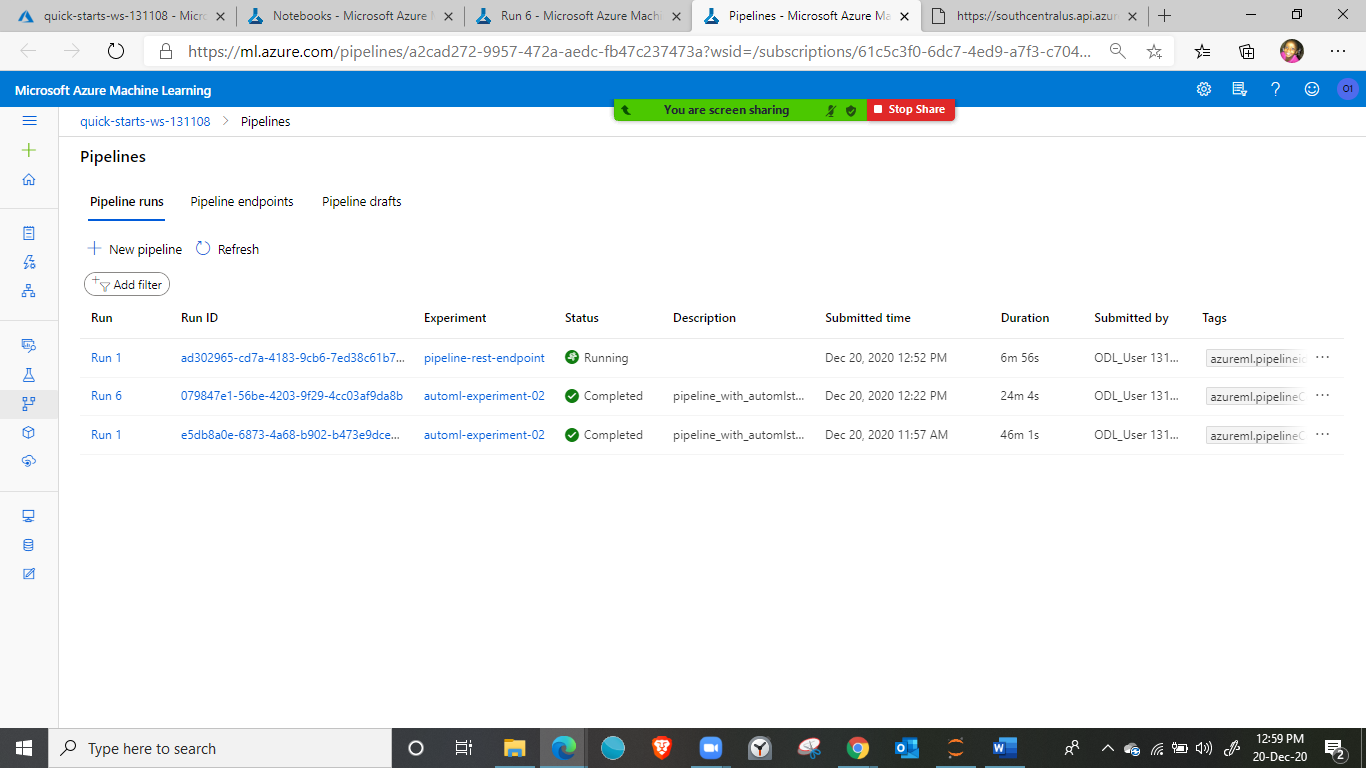 quick-starts-ws-131108 - Micro
Notebooks - Microsoft Azure M
Run 6 - Microsoft Azure Machi
Pipelines - Microsoft Azure Ma
https://southcentralus.api.azur
https://ml.azure.com/pipelines/a2cad272-9957-472a-aedc-fb47c237473a?wsid=/subscriptions/61c5c3f0-6dc7-4ed9-a7f3-c704...
Microsoft Azure Machine Learning
O1
You are screen sharing
Stop Share
quick-starts-ws-131108 > Pipelines
Pipelines
Pipeline runs Pipeline endpoints Pipeline drafts
New pipeline Refresh
Add filter
Run Run ID Experiment Status Description Submitted time Duration Submitted by Tags
Run 1 ad302965-cd7a-4183-9cb6-7ed38c61b7... pipeline-rest-endpoint Running Dec 20, 2020 12:52 PM 6m 56s ODL_User 131... azureml.pipelineid ...
Run 6 079847e1-56be-4203-9f29-4cc03af9da8b automl-experiment-02 Completed pipeline_with_automlst... Dec 20, 2020 12:22 PM 24m 4s ODL_User 131... azureml.pipelineC ...
Run 1 e5db8a0e-6873-4a68-b902-b473e9dce... automl-experiment-02 Completed pipeline_with_automlst... Dec 20, 2020 11:57 AM 46m 1s ODL_User 131... azureml.pipelineC ...
Type here to search
12:59 PM
20-Dec-20
2